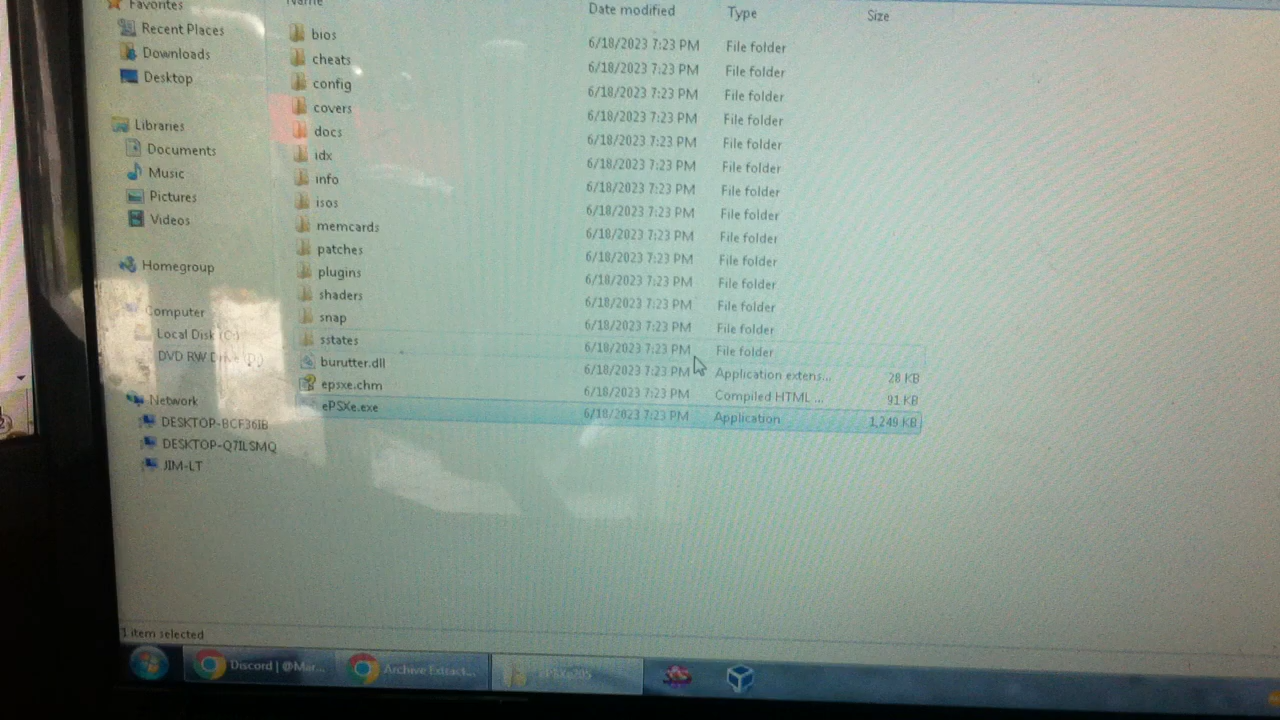 Favorites
Recent Places
Downloads
Desktop
Libraries
Documents
Music
Pictures
Videos
Homegroup
Computer
Local Disk (C:)
DVD RW Drive (D:)
Network
DESKTOP-BCF36IB
DESKTOP-Q7ILSMQ
JIM-LT
Name Date modified Type Size
bios 6/18/2023 7:23 PM File folder
cheats 6/18/2023 7:23 PM File folder
config 6/18/2023 7:23 PM File folder
covers 6/18/2023 7:23 PM File folder
docs 6/18/2023 7:23 PM File folder
idx 6/18/2023 7:23 PM File folder
info 6/18/2023 7:23 PM File folder
isos 6/18/2023 7:23 PM File folder
memcards 6/18/2023 7:23 PM File folder
patches 6/18/2023 7:23 PM File folder
plugins 6/18/2023 7:23 PM File folder
shaders 6/18/2023 7:23 PM File folder
snap 6/18/2023 7:23 PM File folder
sstates 6/18/2023 7:23 PM File folder
burutter.dll 6/18/2023 7:23 PM Application extens... 28 KB
epsxe.chm 6/18/2023 7:23 PM Compiled HTML ... 91 KB
ePSXe.exe 6/18/2023 7:23 PM Application 1,249 KB
1 item selected
Discord | @Mar... Archive Extract... ePSXe205